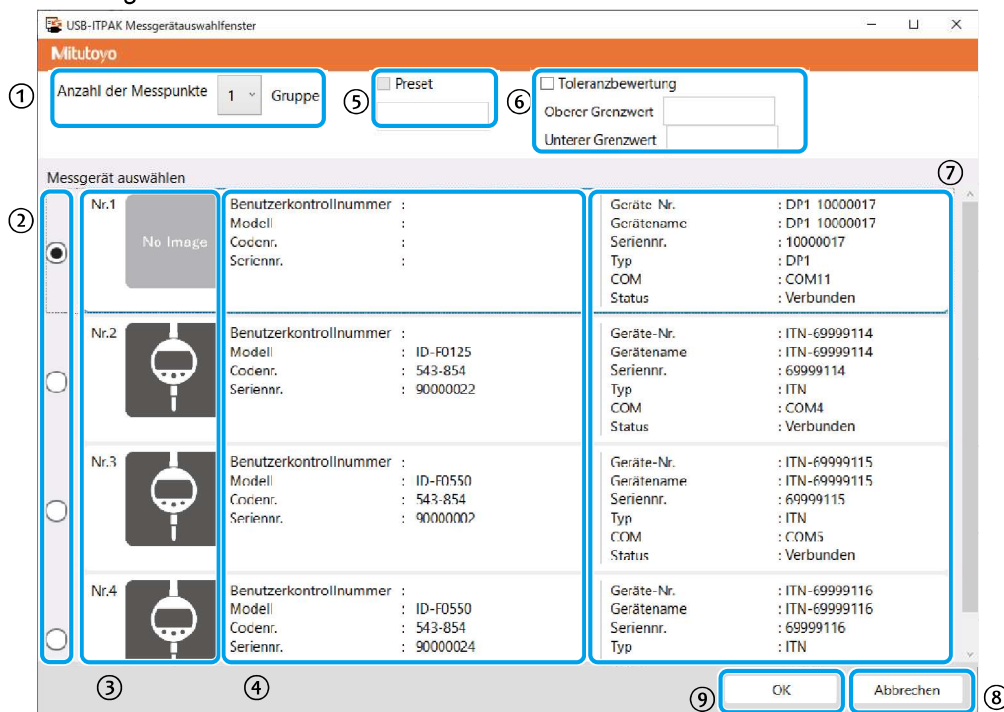 USB-ITPAK Messgerätauswahlfenster
Mitutoyo
① Anzahl der Messpunkte 1 Gruppe
⑤ Preset
⑥ Toleranzbewertung
Oberer Grenzwert
Unterer Grenzwert
Messgerät auswählen
⑦
②
Nr.1
No Image
Benutzerkontrollnummer :
Modell :
Codenr. :
Seriennr. :
Geräte-Nr. : DP1-10000017
Gerätename : DP1-10000017
Seriennr. : 10000017
Typ : DP1
COM : COM11
Status : Verbunden
Nr.2
Benutzerkontrollnummer :
Modell : ID-F0125
Codenr. : 543-854
Seriennr. : 90000022
Geräte-Nr. : ITN-69999114
Gerätename : ITN-69999114
Seriennr. : 69999114
Typ : ITN
COM : COM4
Status : Verbunden
Nr.3
Benutzerkontrollnummer :
Modell : ID-F0550
Codenr. : 543-854
Seriennr. : 90000002
Geräte-Nr. : ITN-69999115
Gerätename : ITN-69999115
Seriennr. : 69999115
Typ : ITN
COM : COM5
Status : Verbunden
Nr.4
Benutzerkontrollnummer :
Modell : ID-F0550
Codenr. : 543-854
Seriennr. : 90000024
Geräte-Nr. : ITN-69999116
Gerätename : ITN-69999116
Seriennr. : 69999116
Typ : ITN
③ ④
⑨ OK Abbrechen ⑧